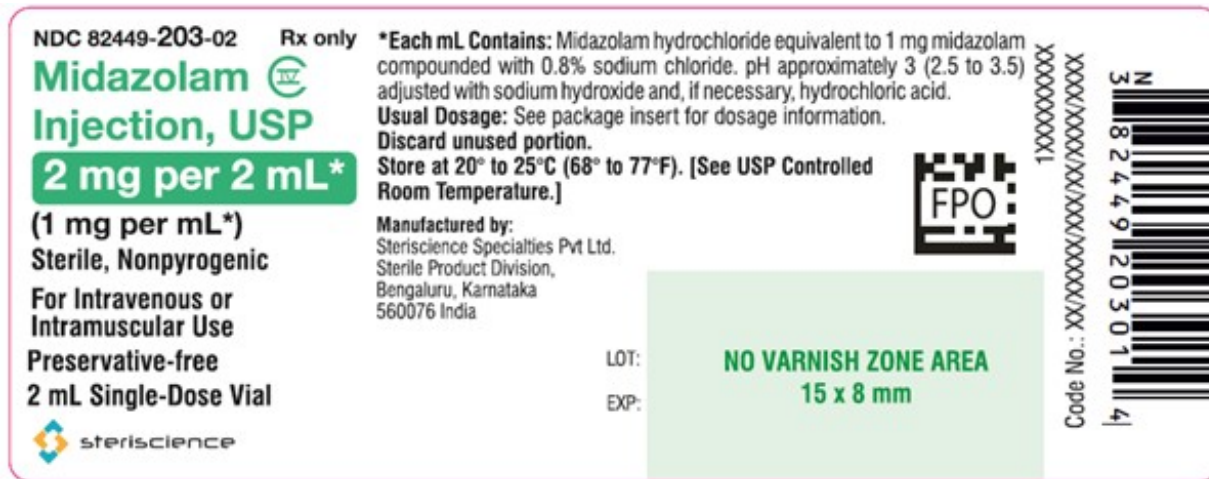 NDC 82449-203-02 Rx only
Midazolam CIV
Injection, USP
2 mg per 2 mL*
(1 mg per mL*)
Sterile, Nonpyrogenic
For Intravenous or
Intramuscular Use
Preservative-free
2 mL Single-Dose Vial
steriscience
*Each mL Contains: Midazolam hydrochloride equivalent to 1 mg midazolam
compounded with 0.8% sodium chloride. pH approximately 3 (2.5 to 3.5)
adjusted with sodium hydroxide and, if necessary, hydrochloric acid.
Usual Dosage: See package insert for dosage information.
Discard unused portion.
Store at 20° to 25°C (68° to 77°F). [See USP Controlled
Room Temperature.]
Manufactured by:
Steriscience Specialties Pvt Ltd.
Sterile Product Division,
Bengaluru, Karnataka
560076 India
FPO
LOT:
EXP:
NO VARNISH ZONE AREA
15 x 8 mm
1XXXXXXX
Code No.: XX/XXXXX/XX/XXX/XX/XXX
N
3 82449 20301 4